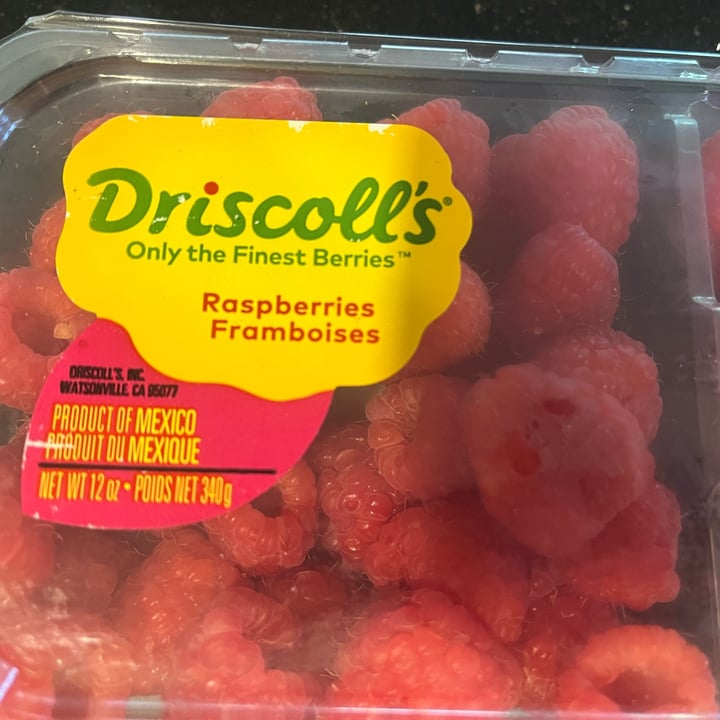 Driscoll's®
Only the Finest Berries™
Raspberries
Framboises
DRISCOLL'S, INC.
WATSONVILLE, CA 95077
PRODUCT OF MEXICO
PRODUIT DU MEXIQUE
NET WT 12 oz • POIDS NET 340g